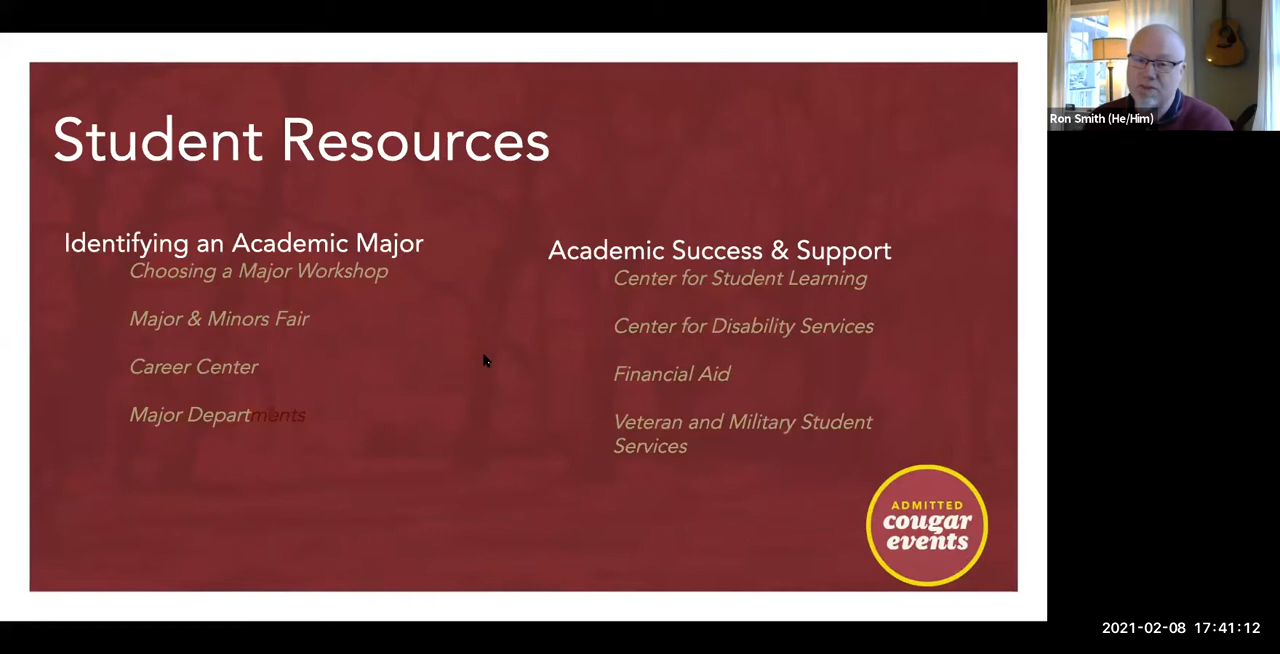 Student Resources
Identifying an Academic Major
Choosing a Major Workshop
Major & Minors Fair
Career Center
Major Departments
Academic Success & Support
Center for Student Learning
Center for Disability Services
Financial Aid
Veteran and Military Student
Services
ADMITTED
cougar
events
Ron Smith (He/Him)
2021-02-08 17:41:12